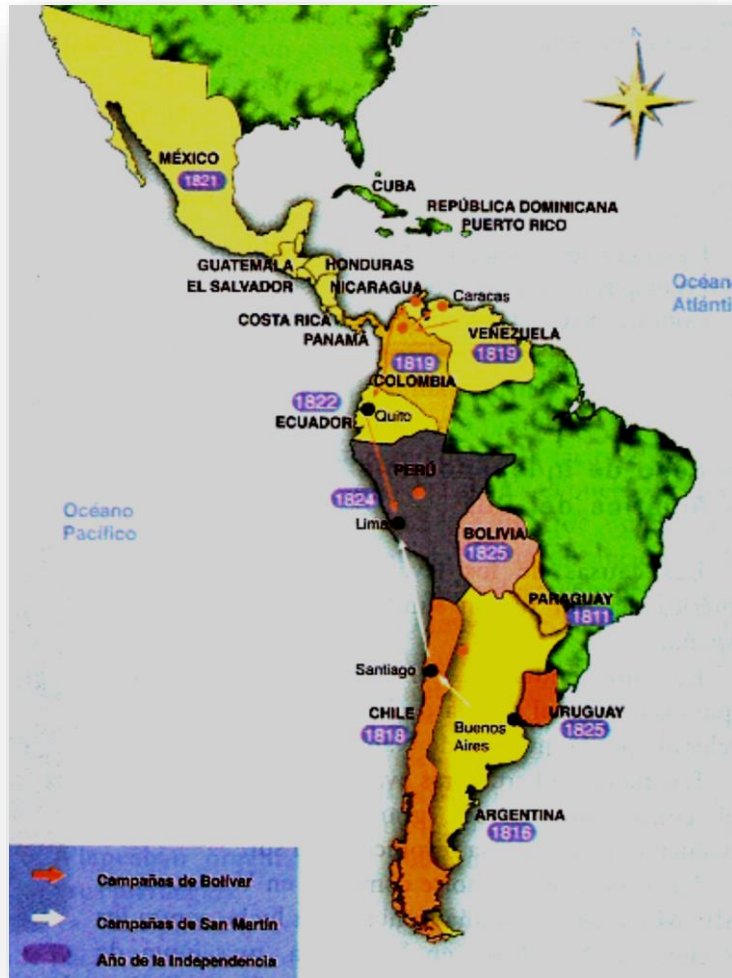 N
MÉXICO
1821
CUBA
REPÚBLICA DOMINICANA
PUERTO RICO
GUATEMALA
HONDURAS
EL SALVADOR
NICARAGUA
Caracas
Océano
Atlánti
COSTA RICA
PANAMÁ
VENEZUELA
1819
1819
COLOMBIA
1822
ECUADOR
Quito
PERÚ
1824
Océano
Pacífico
Lima
BOLIVIA
1825
PARAGUAY
1811
Santiago
CHILE
1818
Buenos
Aires
URUGUAY
1825
ARGENTINA
1816
Campañas de Bolívar
Campañas de San Martín
Año de la Independencia